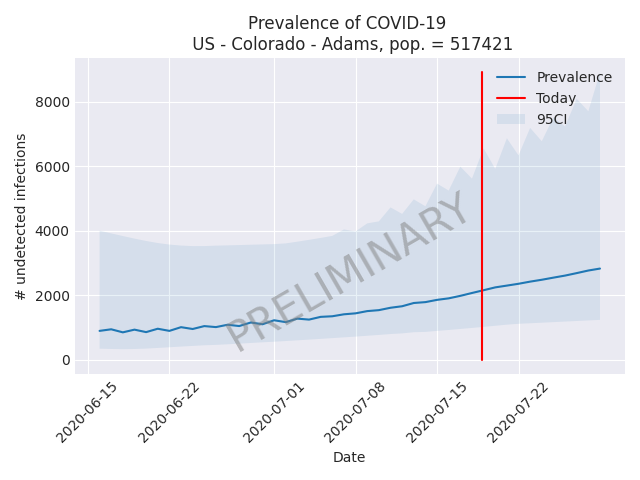 Prevalence of COVID-19
US - Colorado - Adams, pop. = 517421
Prevalence
Today
95CI
8000
6000
4000
2000
0
# undetected infections
PRELIMINARY
2020-06-15
2020-06-22
2020-07-01
2020-07-08
2020-07-15
2020-07-22
Date